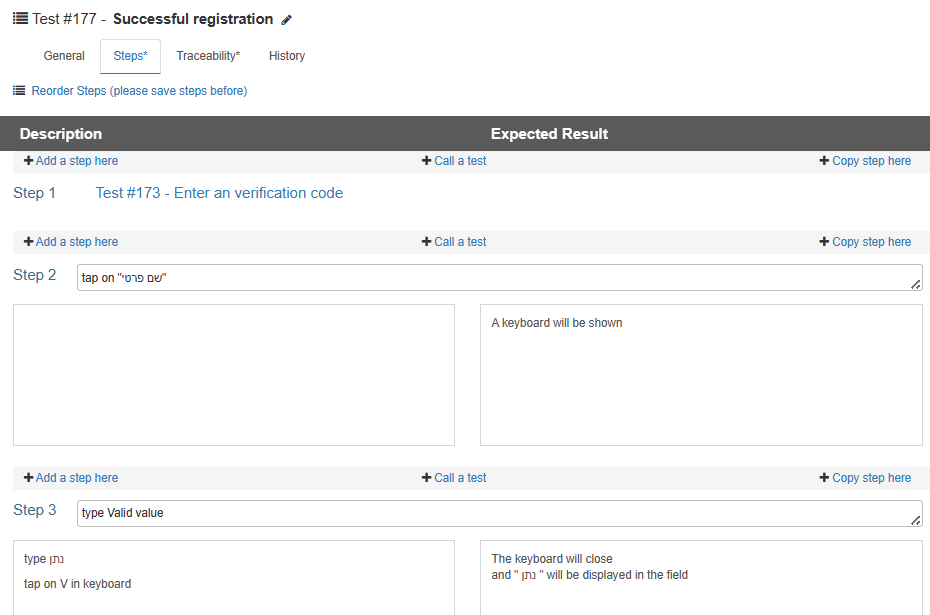 Test #177 - Successful registration
General Steps* Traceability* History
Reorder Steps (please save steps before)
Description Expected Result
Add a step here Call a test Copy step here
Step 1 Test #173 - Enter an verification code
Add a step here Call a test Copy step here
Step 2 tap on "שם פרטי"
A keyboard will be shown
Add a step here Call a test Copy step here
Step 3 type Valid value
type נתן
The keyboard will close
tap on V in keyboard
and " נתן " will be displayed in the field